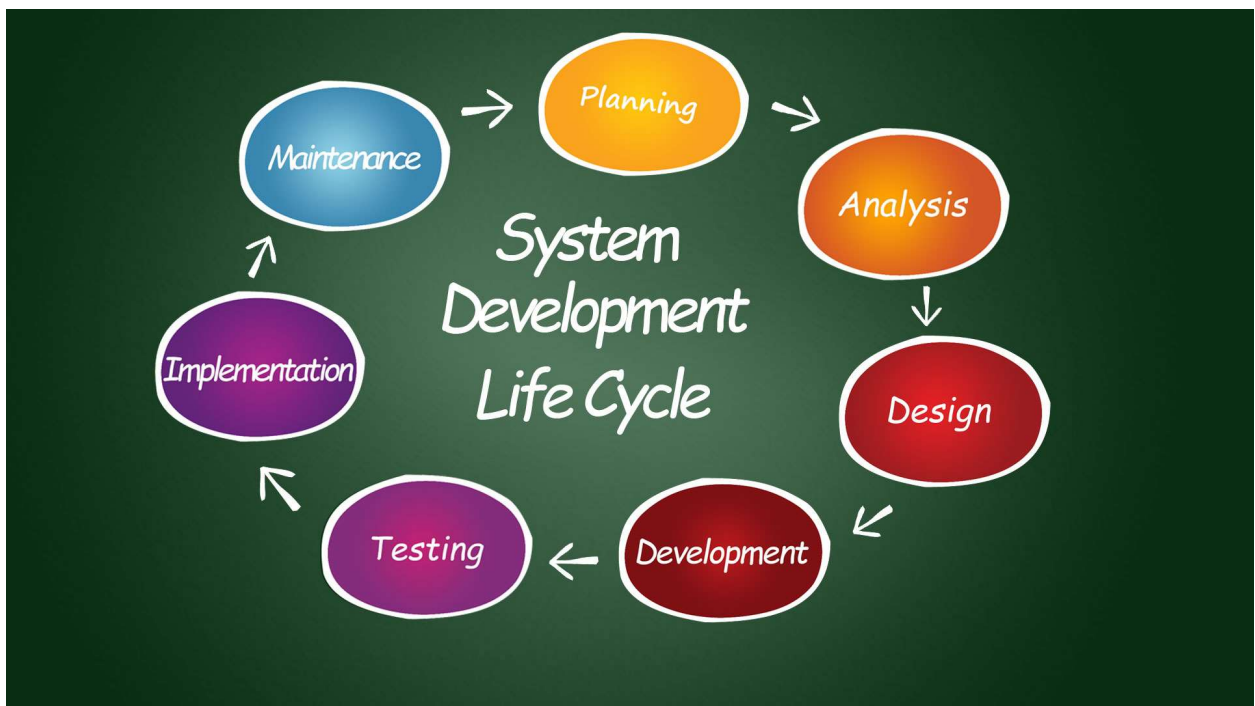 Planning
Maintenance
Analysis
System
Development
Life Cycle
Implementation
Design
Testing
Development